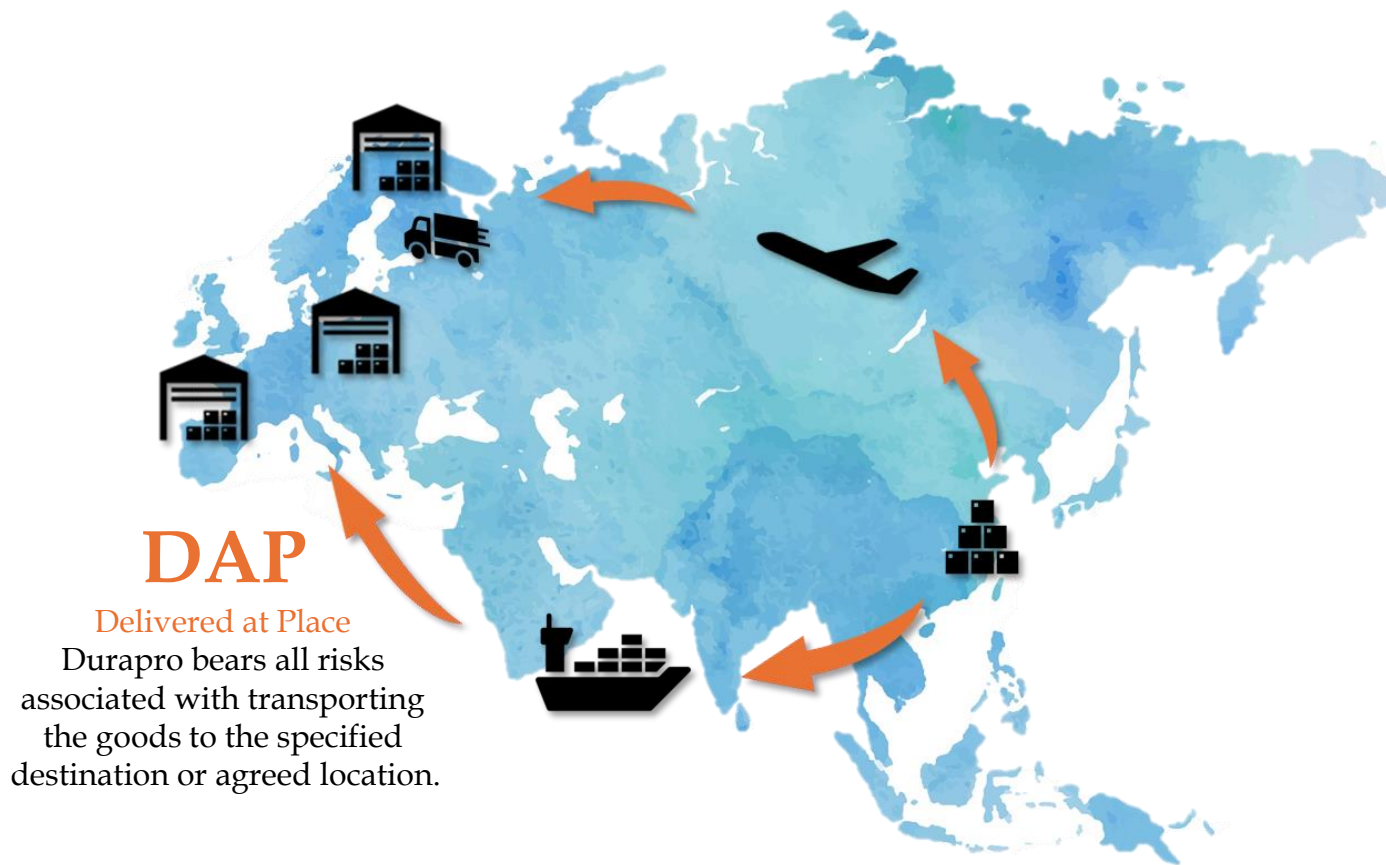 DAP
Delivered at Place
Durapro bears all risks
associated with transporting
the goods to the specified
destination or agreed location.